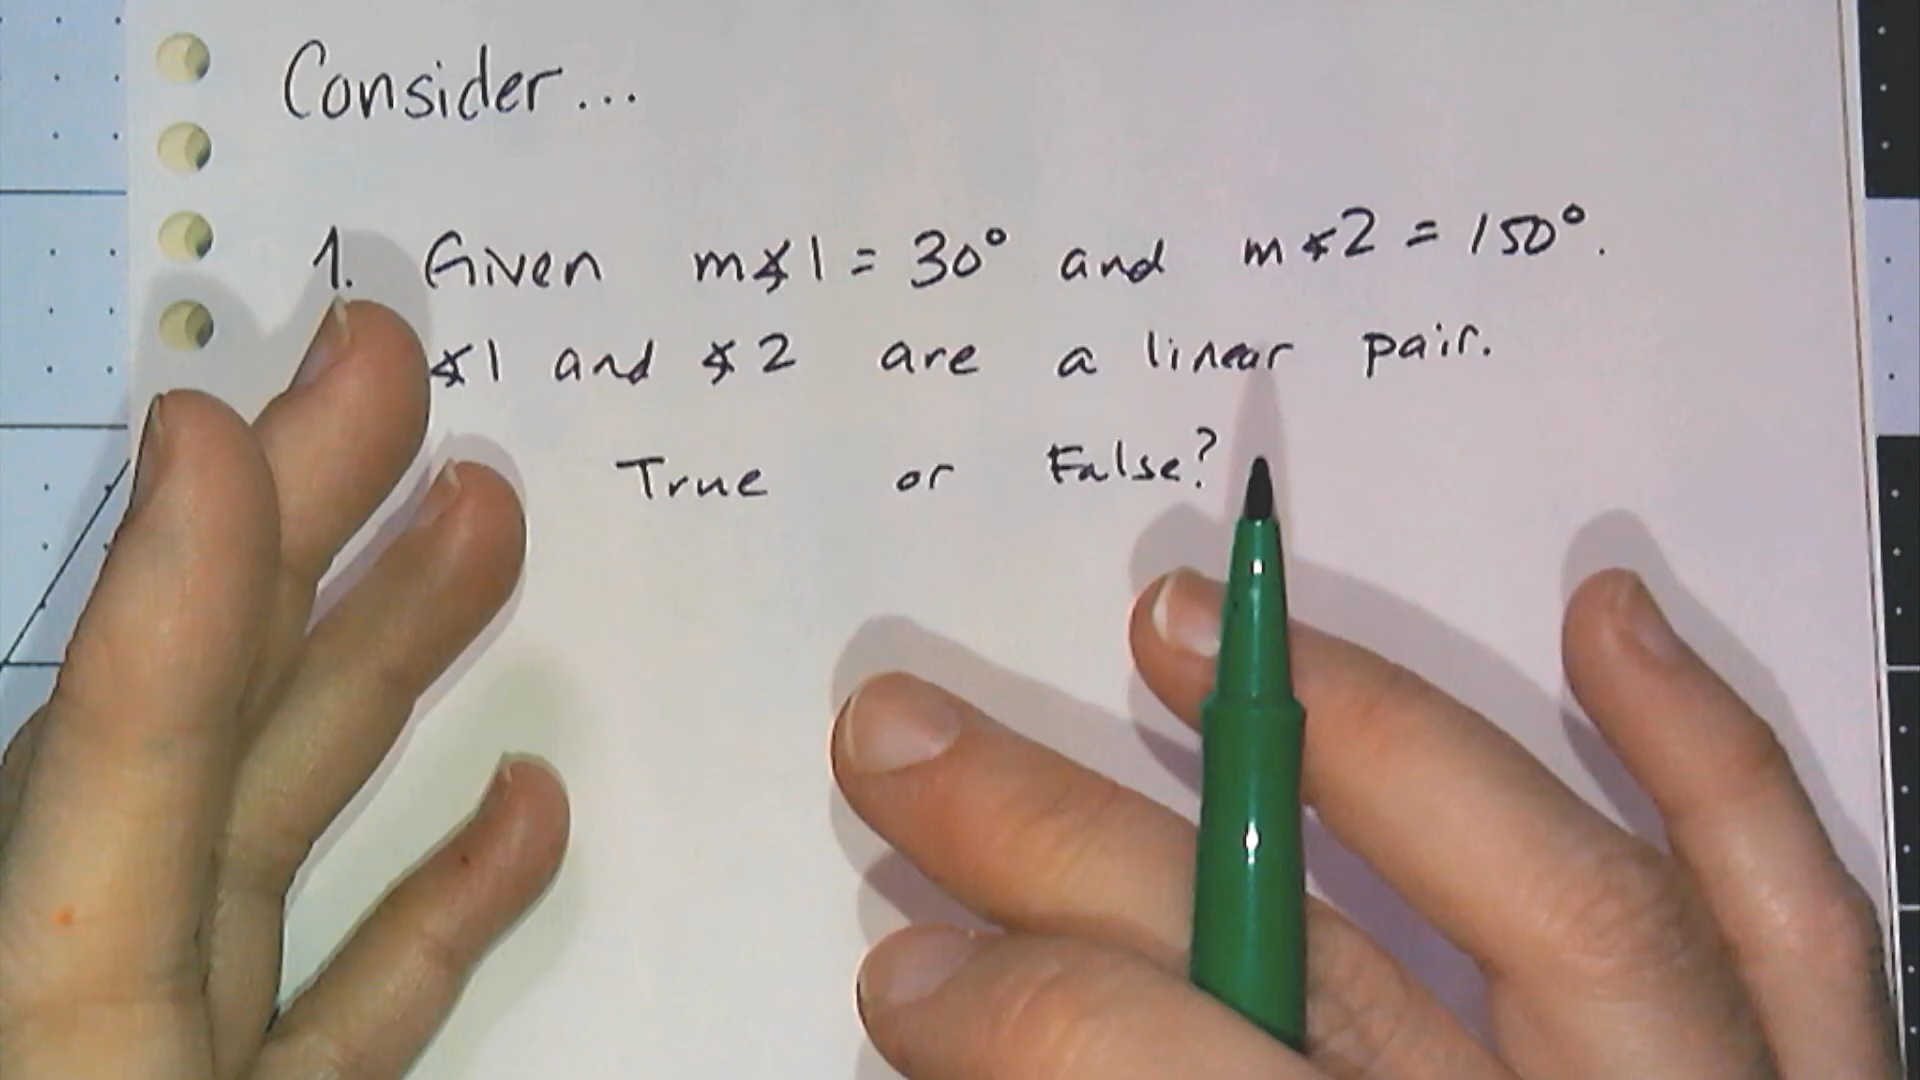 Consider...
1. Given m∡1 = 30° and m∡2 = 150°.
∡1 and ∡2 are a linear pair.
True or False?